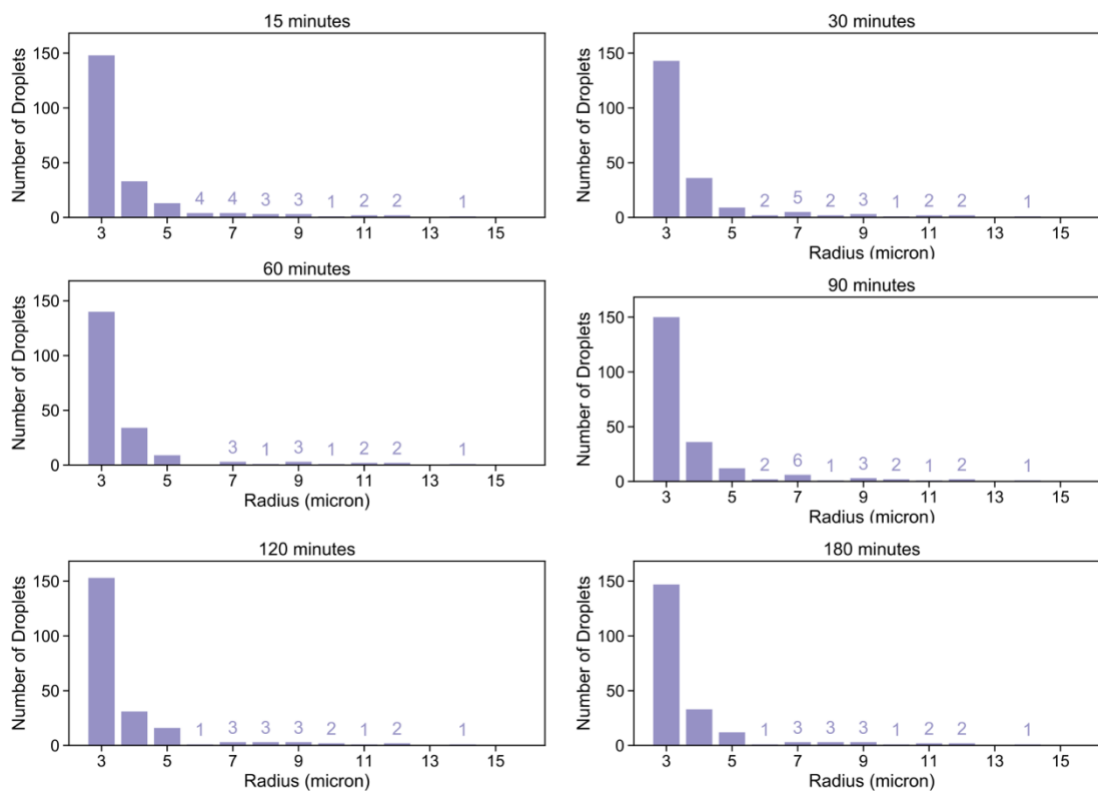 15 minutes
Number of Droplets
150
100
50
0
4 4 3 3 1 2 2 1
3 5 7 9 11 13 15
30 minutes
Number of Droplets
150
100
50
0
2 5 2 3 1 2 2 1
3 5 7 9 11 13 15
Radius (micron)
60 minutes
Number of Droplets
150
100
50
0
3 1 3 1 2 2 1
3 5 7 9 11 13 15
Radius (micron)
90 minutes
Number of Droplets
150
100
50
0
2 6 1 3 2 1 2 1
3 5 7 9 11 13 15
Radius (micron)
120 minutes
Number of Droplets
150
100
50
0
1 3 3 3 2 1 2 1
3 5 7 9 11 13 15
Radius (micron)
180 minutes
Number of Droplets
150
100
50
0
1 3 3 3 1 2 2 1
3 5 7 9 11 13 15
Radius (micron)